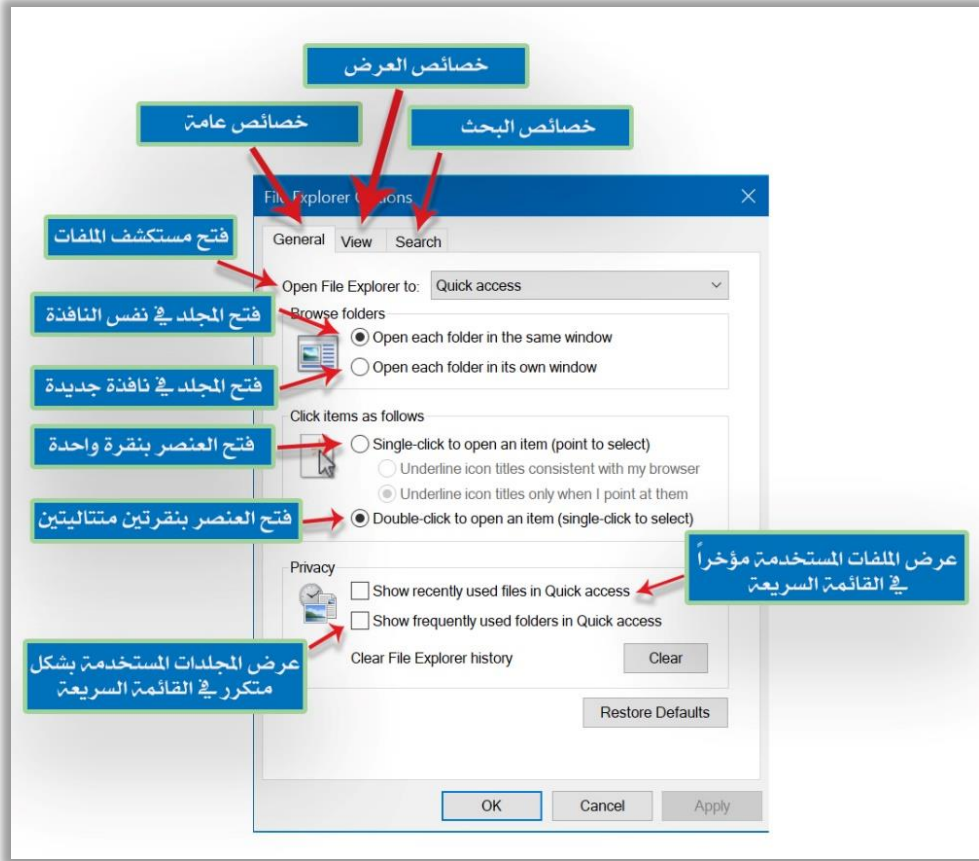 خصائص العرض
خصائص عامة
خصائص البحث
File Explorer Options
General View Search
فتح مستكشف الملفات
Open File Explorer to: Quick access
Browse folders
فتح المجلد في نفس النافذة
Open each folder in the same window
فتح المجلد في نافذة جديدة
Open each folder in its own window
Click items as follows
فتح العنصر بنقرة واحدة
Single-click to open an item (point to select)
Underline icon titles consistent with my browser
Underline icon titles only when I point at them
فتح العنصر بنقرتين متتاليتين
Double-click to open an item (single-click to select)
عرض الملفات المستخدمة مؤخراً
في القائمة السريعة
Privacy
Show recently used files in Quick access
Show frequently used folders in Quick access
عرض المجلدات المستخدمة بشكل
متكرر في القائمة السريعة
Clear File Explorer history Clear
Restore Defaults
OK Cancel Apply